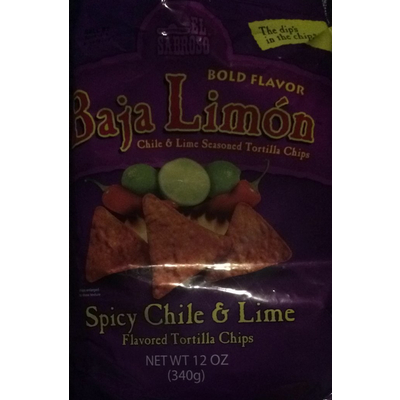 EL
SABROSO
The dip's
in the chips
BOLD FLAVOR
Baja Limón
Chile & Lime Seasoned Tortilla Chips
Spicy Chile & Lime
Flavored Tortilla Chips
NET WT 12 OZ
(340g)